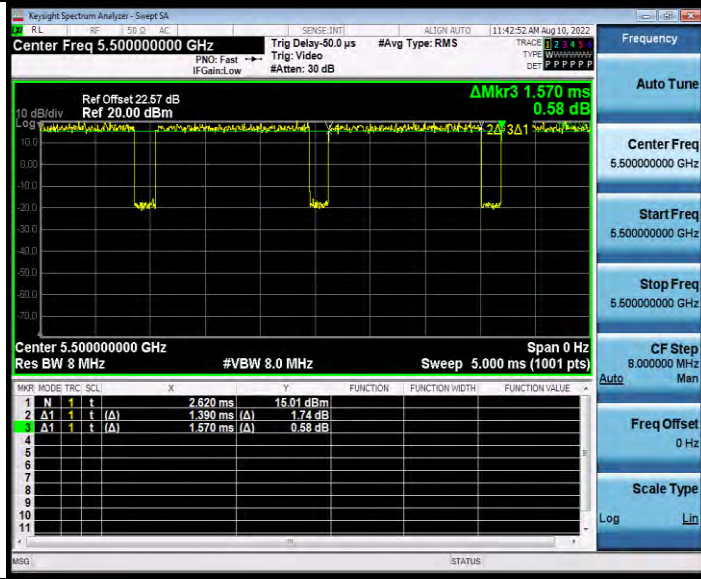 Keysight Spectrum Analyzer - Swept SA
RL RF 50 Ω AC SENSE:INT ALIGN AUTO 11:42:52 AM Aug 10, 2022
Center Freq 5.500000000 GHz
PNO: Fast
IFGain:Low
Trig Delay-50.0 µs
Trig: Video
#Atten: 30 dB
#Avg Type: RMS
TRACE 1 2 3 4 5 6
TYPE W
DET P P P P P P
ΔMkr3 1.570 ms
0.58 dB
Ref Offset 22.57 dB
10 dB/div Ref 20.00 dBm
Log
10.0
0.00
-10.0
-20.0
-30.0
-40.0
-50.0
-60.0
-70.0
2Δ 3Δ1
Center 5.500000000 GHz Span 0 Hz
Res BW 8 MHz #VBW 8.0 MHz Sweep 5.000 ms (1001 pts)
MKR MODE TRC SCL X Y FUNCTION FUNCTION WIDTH FUNCTION VALUE
1 N 1 t 2.620 ms 15.01 dBm
2 Δ1 1 t (Δ) 1.390 ms (Δ) 1.74 dB
3 Δ1 1 t (Δ) 1.570 ms (Δ) 0.58 dB
4
5
6
7
8
9
10
11
MSG STATUS
Frequency
Auto Tune
Center Freq
5.500000000 GHz
Start Freq
5.500000000 GHz
Stop Freq
5.500000000 GHz
CF Step
8.000000 MHz
Auto Man
Freq Offset
0 Hz
Scale Type
Log Lin